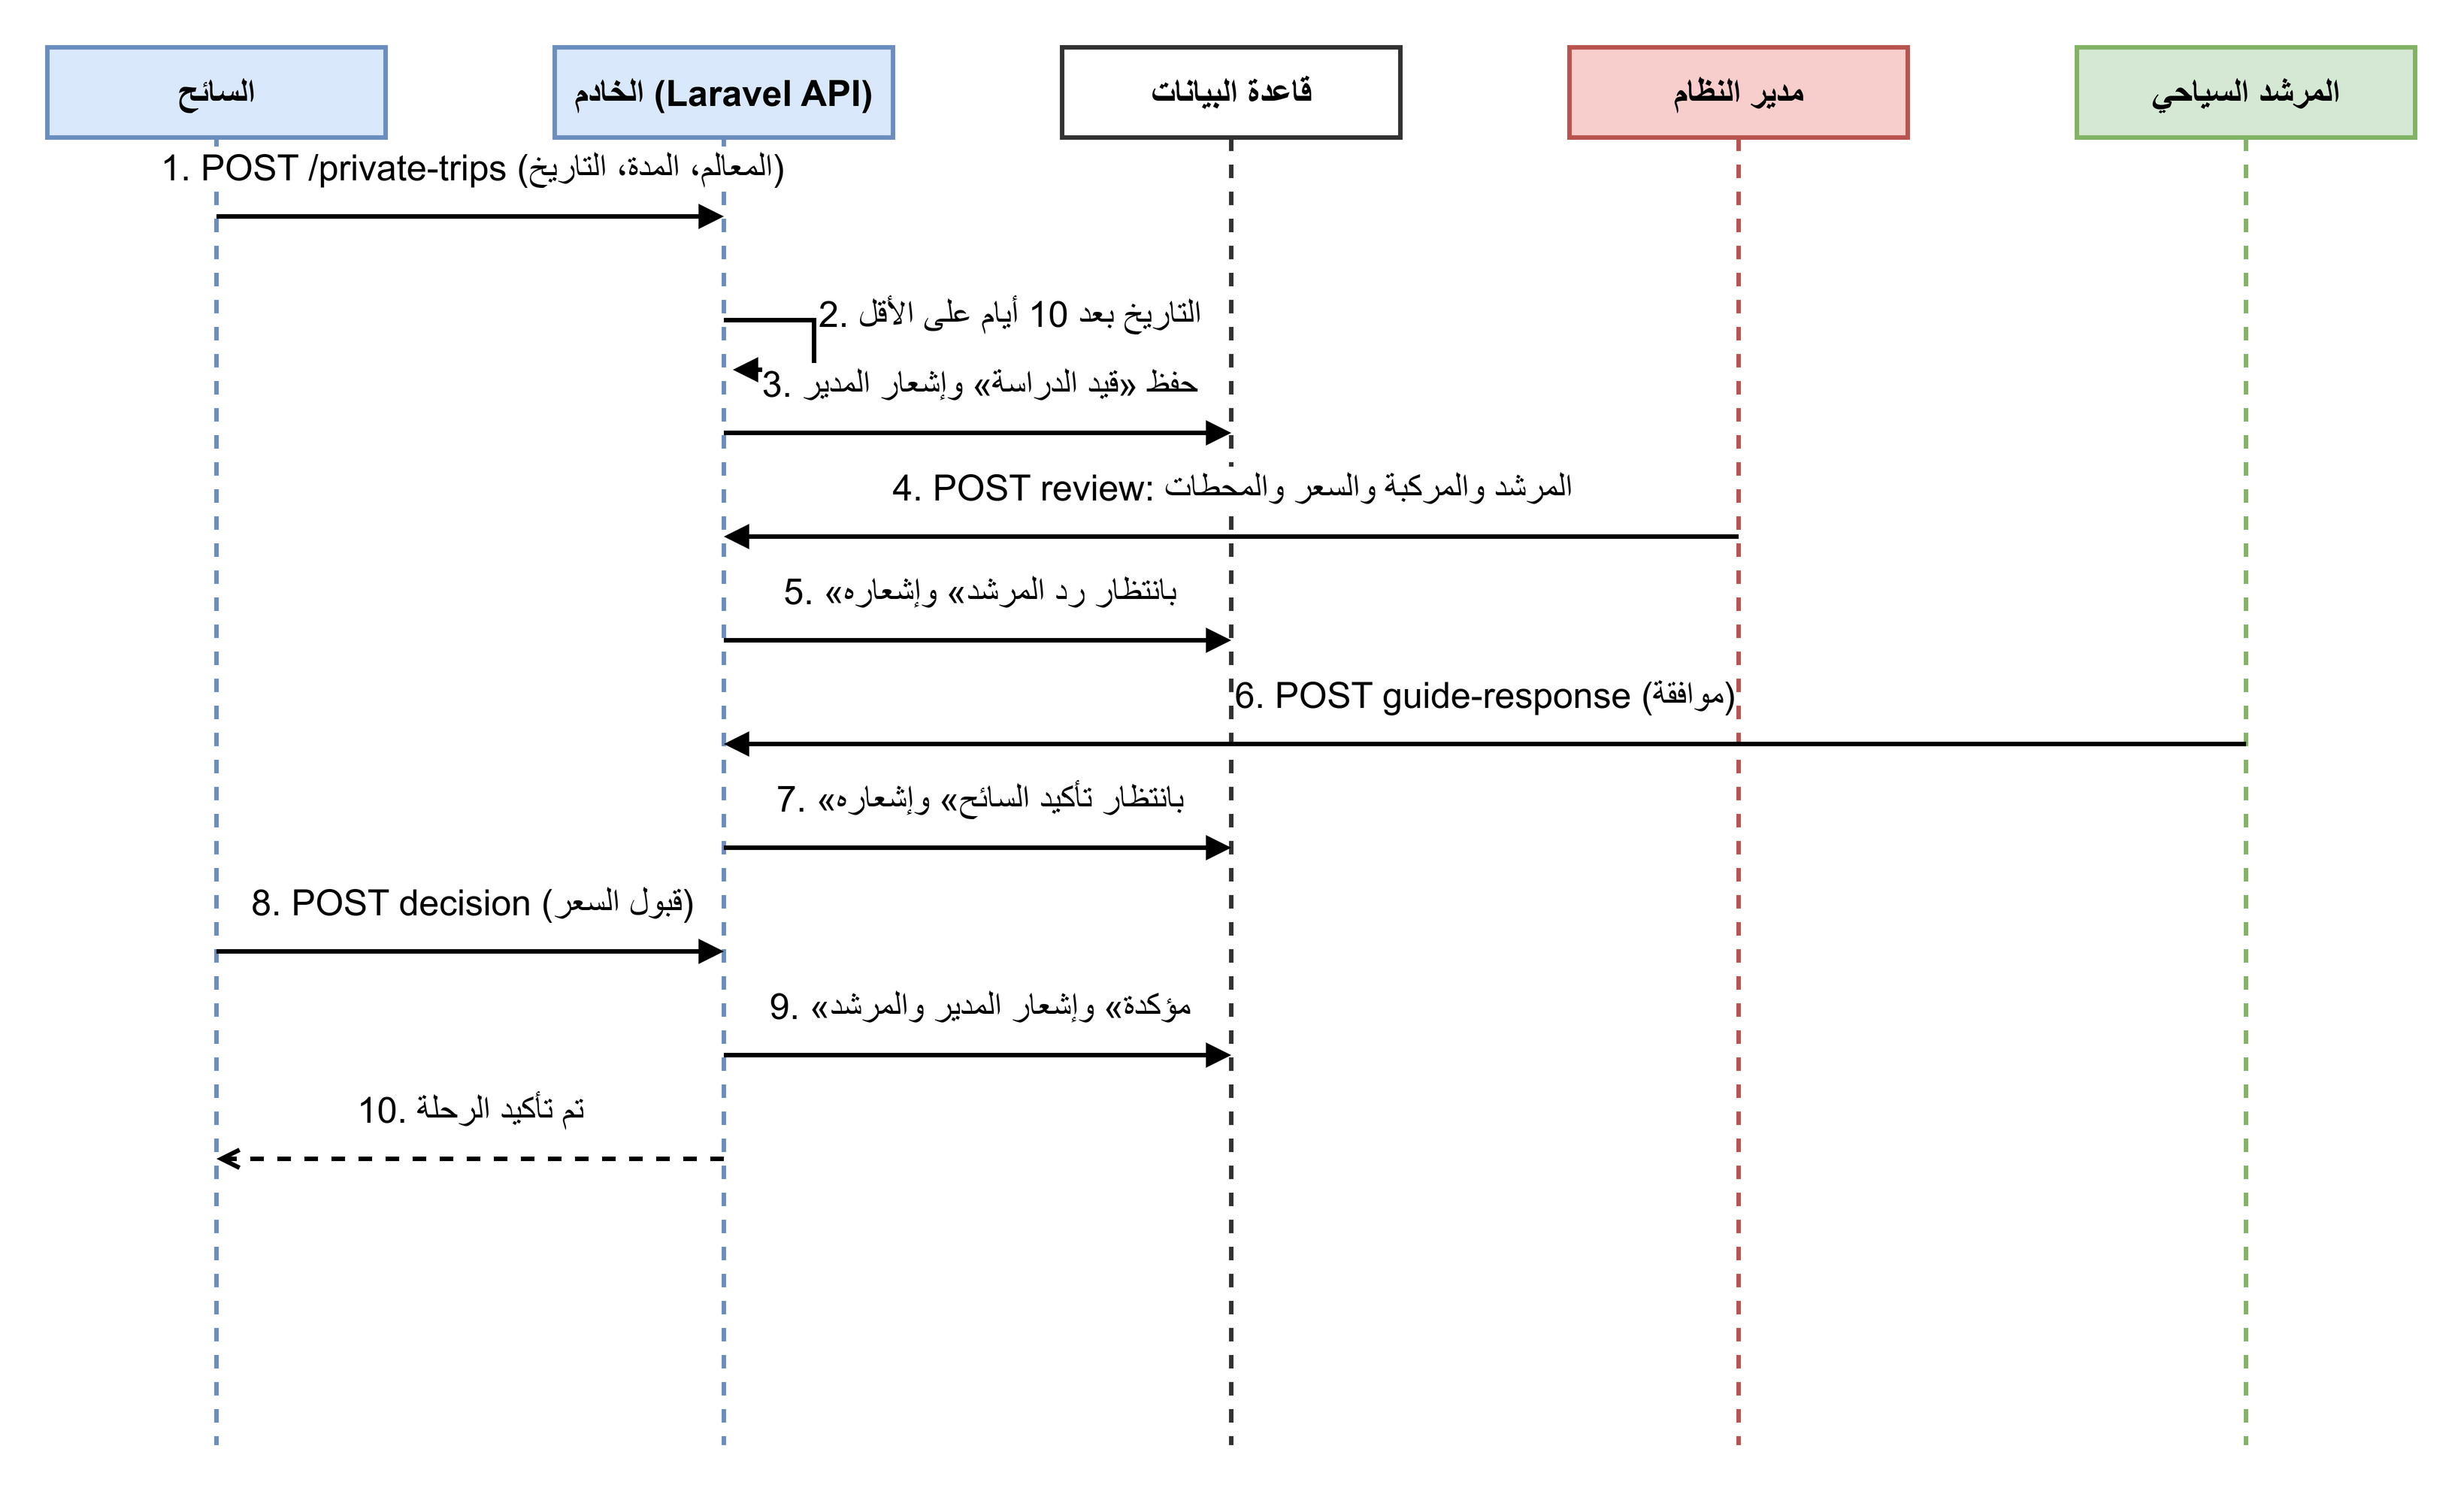 السائح
الخادم (Laravel API)
قاعدة البيانات
مدير النظام
المرشد السياحي
1. POST /private-trips (المعالم، المدة، التاريخ)
2. التاريخ بعد 10 أيام على الأقل
3. حفظ «قيد الدراسة» وإشعار المدير
4. POST review: المرشد والمركبة والسعر والمحطات
5. «بانتظار رد المرشد» وإشعاره
6. POST guide-response (موافقة)
7. «بانتظار تأكيد السائح» وإشعاره
8. POST decision (قبول السعر)
9. «مؤكدة» وإشعار المدير والمرشد
10. تم تأكيد الرحلة